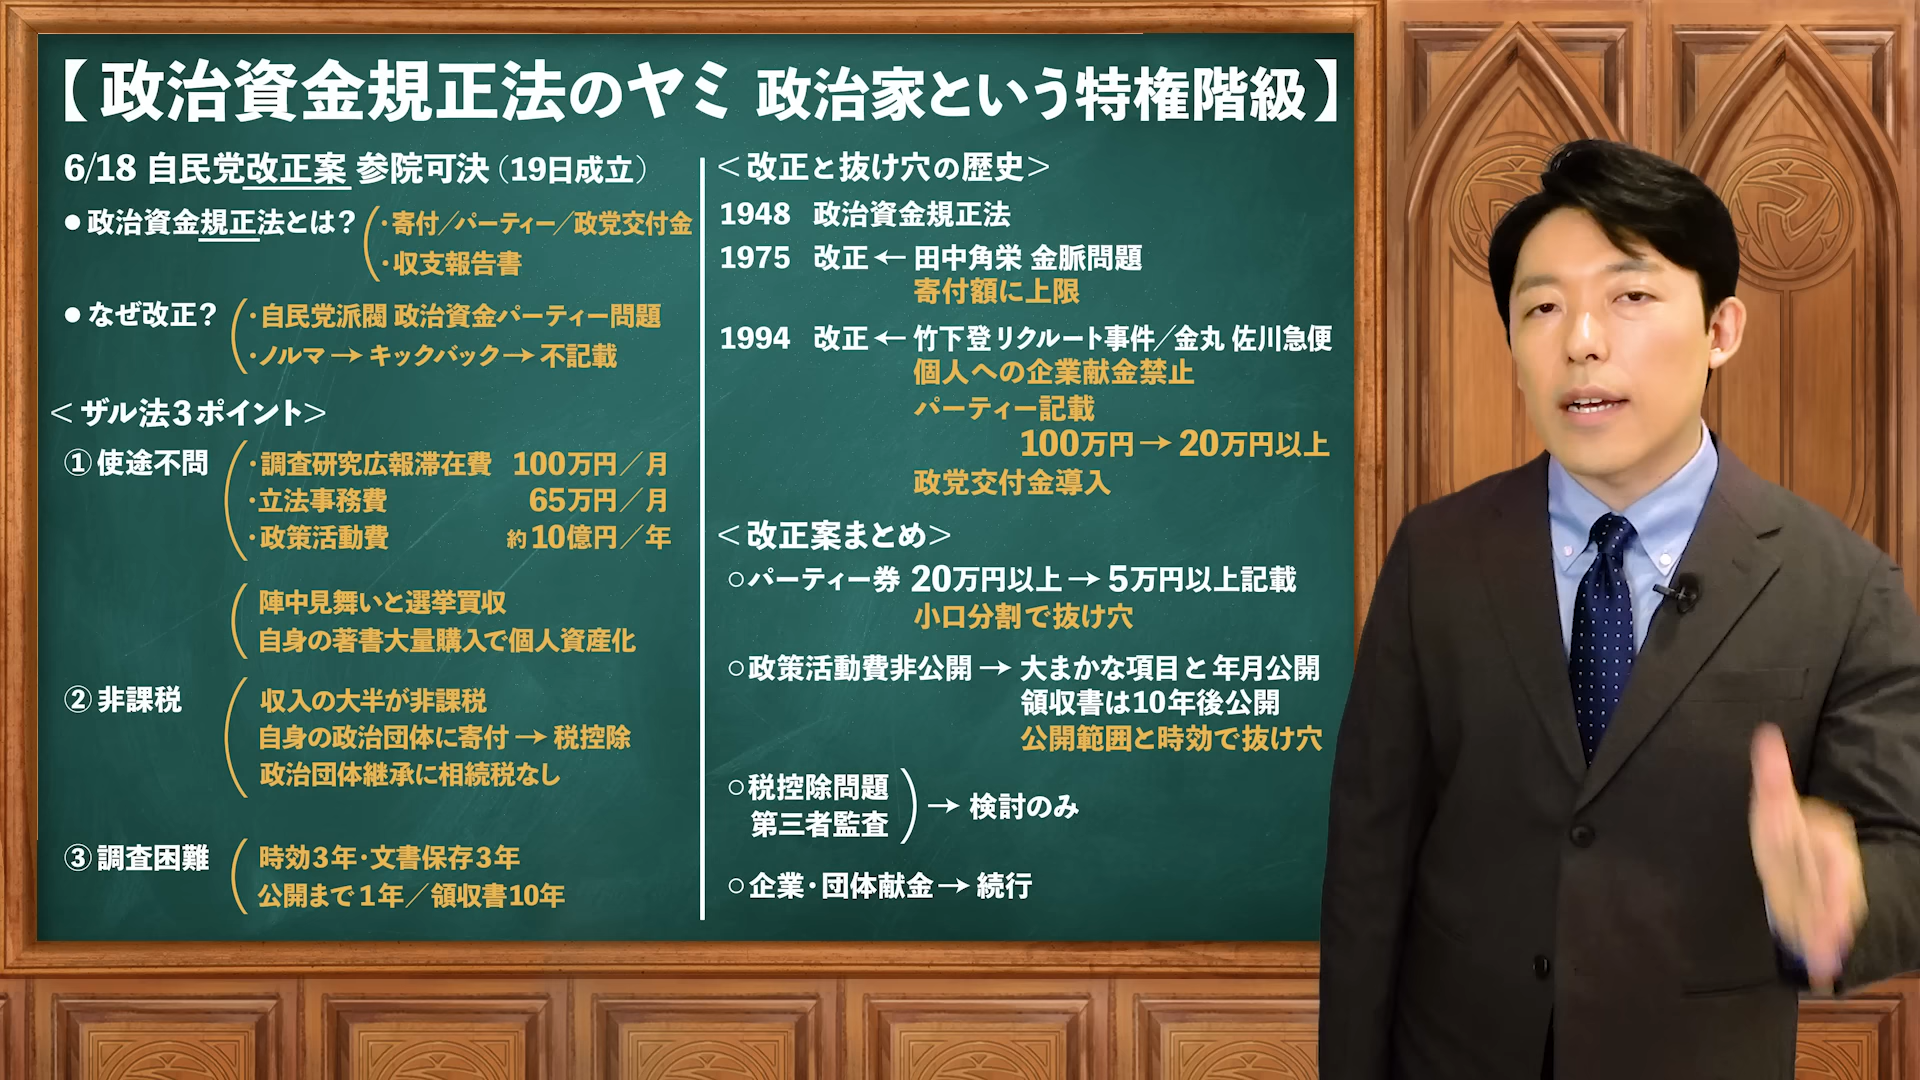 【政治資金規正法のヤミ 政治家という特権階級】
6/18 自民党改正案 参院可決（19日成立）
●政治資金規正法とは？
・寄付／パーティー／政党交付金
・収支報告書
●なぜ改正？
・自民党派閥 政治資金パーティー問題
・ノルマ→キックバック→不記載
＜ザル法３ポイント＞
①使途不問
・調査研究広報滞在費 100万円／月
・立法事務費 65万円／月
・政策活動費 約10億円／年
陣中見舞いと選挙買収
自身の著書大量購入で個人資産化
②非課税
収入の大半が非課税
自身の政治団体に寄付→税控除
政治団体継承に相続税なし
③調査困難
時効3年・文書保存3年
公開まで1年／領収書10年
＜改正と抜け穴の歴史＞
1948 政治資金規正法
1975 改正←田中角栄 金脈問題
寄付額に上限
1994 改正←竹下登リクルート事件／金丸 佐川急便
個人への企業献金禁止
パーティー記載
100万円→20万円以上
政党交付金導入
＜改正案まとめ＞
○パーティー券 20万円以上→5万円以上記載
小口分割で抜け穴
○政策活動費非公開→大まかな項目と年月公開
領収書は10年後公開
公開範囲と時効で抜け穴
○税控除問題
第三者監査
→検討のみ
○企業・団体献金→続行